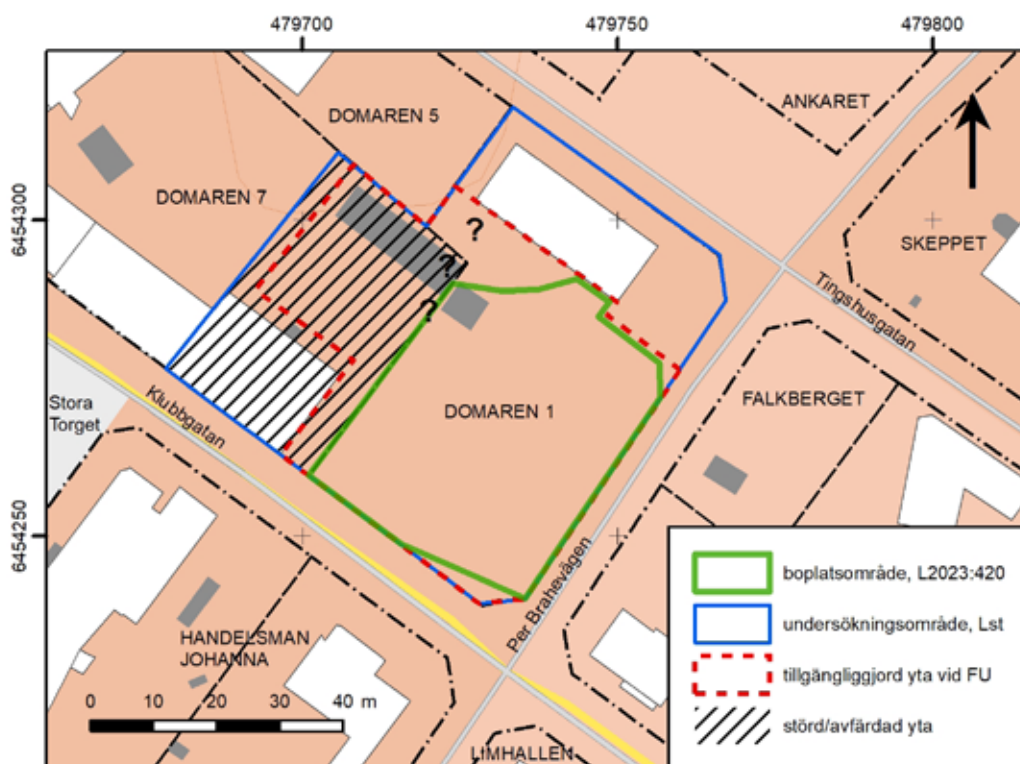 479700
479750
479800
ANKARET
DOMAREN 5
DOMAREN 7
6454300
?
SKEPPET
?
Tingshusgatan
?
Klubbgatan
FALKBERGET
Stora
Torget
DOMAREN 1
6454250
boplatsområde, L2023:420
Per Brahevägen
undersökningsområde, Lst
HANDELSMAN
JOHANNA
tillgängliggjord yta vid FU
0 10 20 30 40 m
störd/avfärdad yta
LIMHALLEN